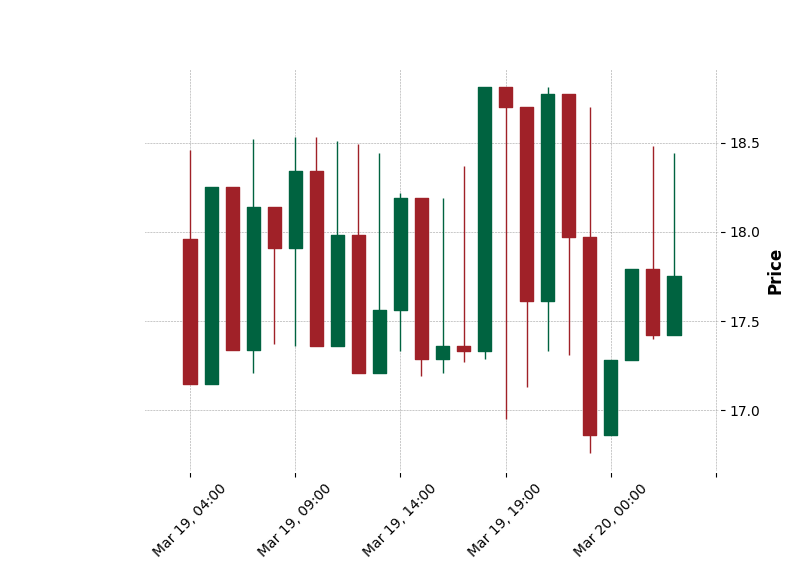 18.5
18.0
17.5
17.0
Price
Mar 19, 04:00
Mar 19, 09:00
Mar 19, 14:00
Mar 19, 19:00
Mar 20, 00:00